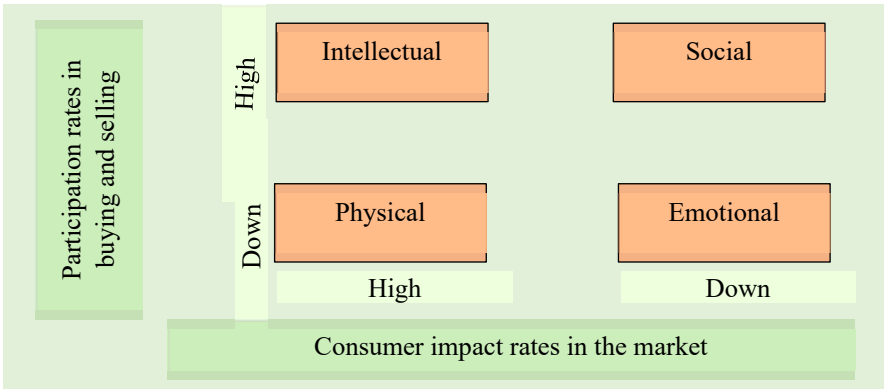 Participation rates in
buying and selling
High
Intellectual
Social
Down
Physical
Emotional
High
Down
Consumer impact rates in the market